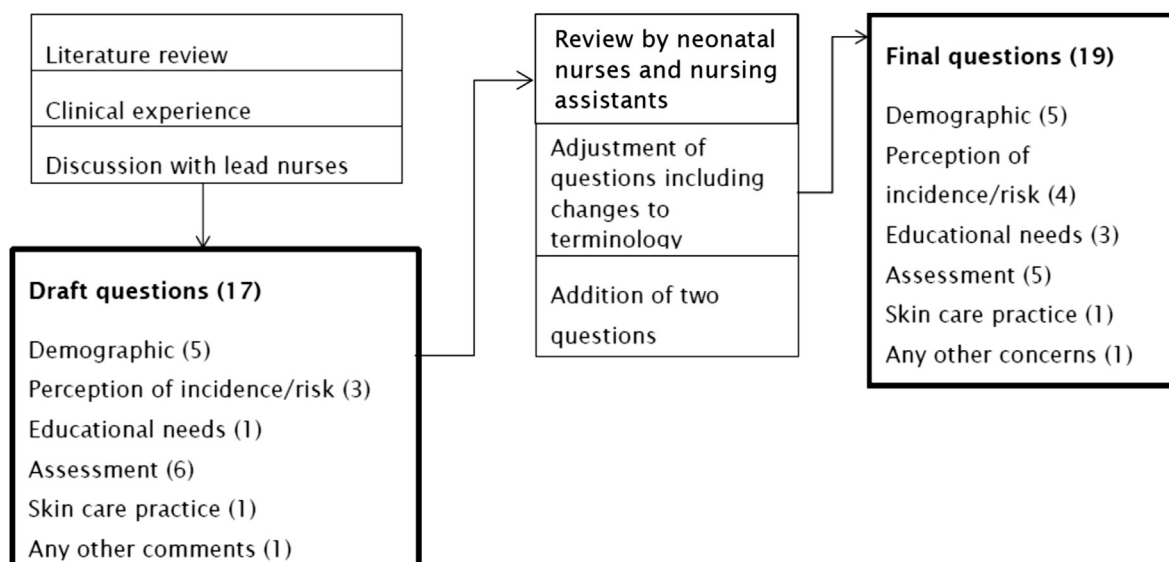 Literature review
Clinical experience
Discussion with lead nurses
Draft questions (17)
Demographic (5)
Perception of incidence/risk (3)
Educational needs (1)
Assessment (6)
Skin care practice (1)
Any other comments (1)
Review by neonatal
nurses and nursing
assistants
Adjustment of
questions including
changes to
terminology
Addition of two
questions
Final questions (19)
Demographic (5)
Perception of
incidence/risk (4)
Educational needs (3)
Assessment (5)
Skin care practice (1)
Any other concerns (1)